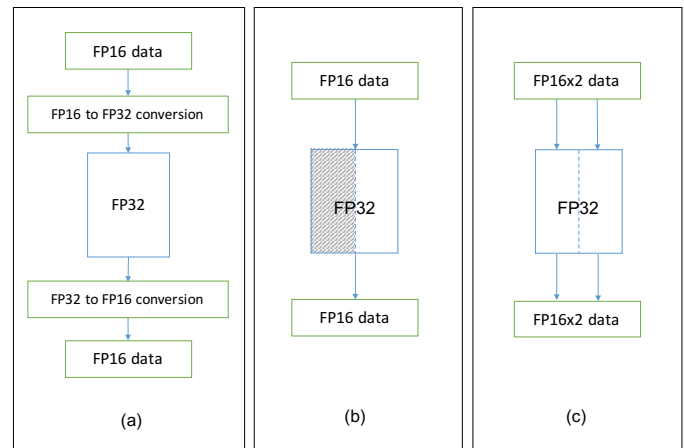 FP16 data
FP16 to FP32 conversion
FP32
FP32 to FP16 conversion
FP16 data
(a)
FP16 data
FP32
FP16 data
(b)
FP16x2 data
FP32
FP16x2 data
(c)